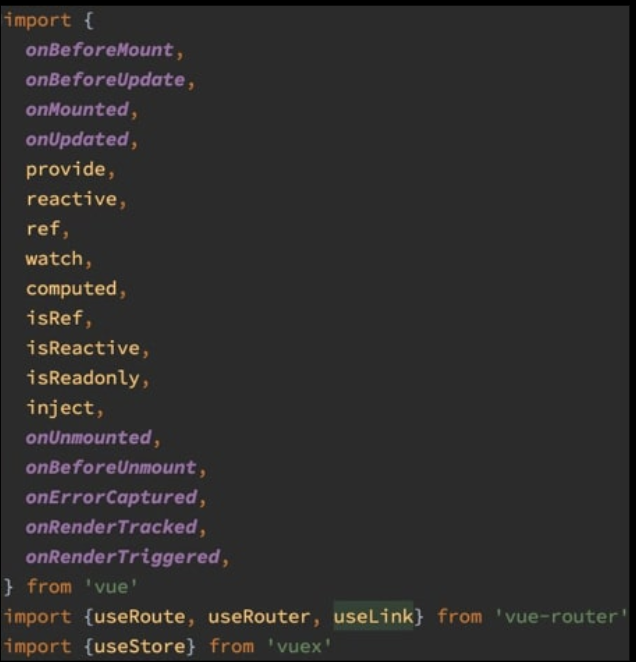 import {
onBeforeMount,
onBeforeUpdate,
onMounted,
onUpdated,
provide,
reactive,
ref,
watch,
computed,
isRef,
isReactive,
isReadonly,
inject,
onUnmounted,
onBeforeUnmount,
onErrorCaptured,
onRenderTracked,
onRenderTriggered,
} from 'vue'
import {useRoute, useRouter, useLink} from 'vue-router'
import {useStore} from 'vuex'